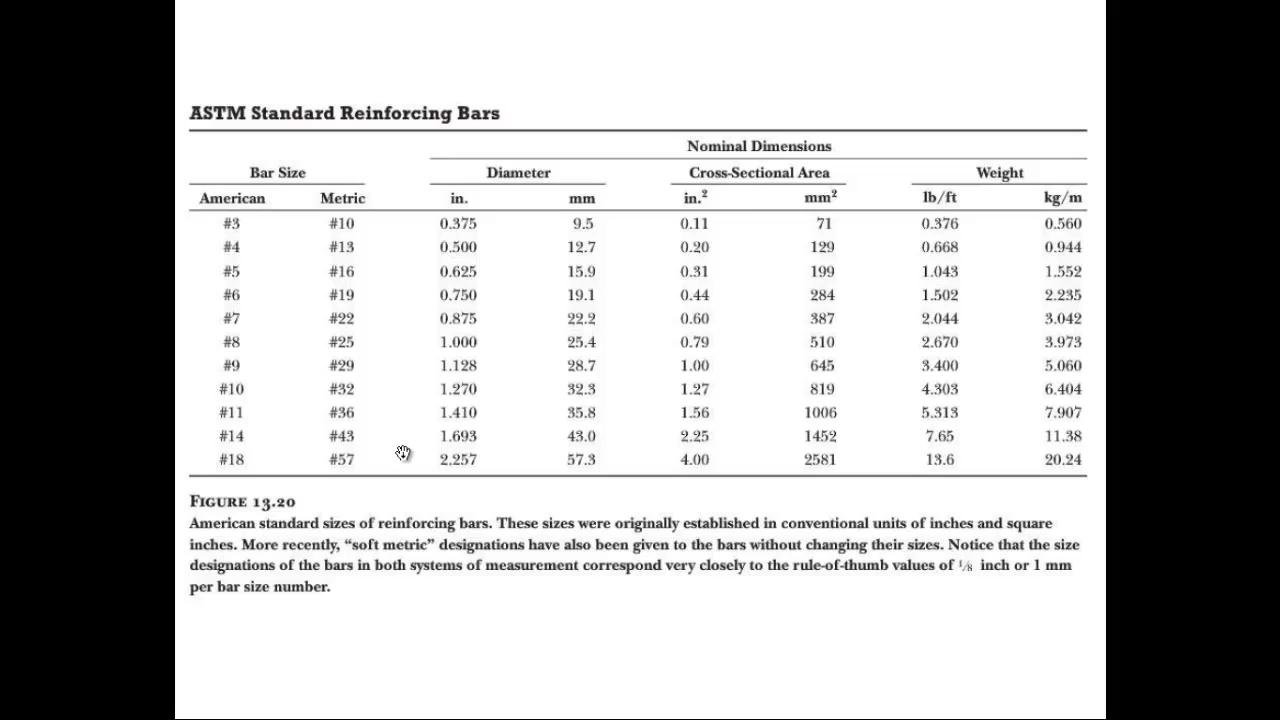 ASTM Standard Reinforcing Bars
Nominal Dimensions
Bar Size Diameter Cross-Sectional Area Weight
American Metric in. mm in.² mm² lb/ft kg/m
#3 #10 0.375 9.5 0.11 71 0.376 0.560
#4 #13 0.500 12.7 0.20 129 0.668 0.944
#5 #16 0.625 15.9 0.31 199 1.043 1.552
#6 #19 0.750 19.1 0.44 284 1.502 2.235
#7 #22 0.875 22.2 0.60 387 2.044 3.042
#8 #25 1.000 25.4 0.79 510 2.670 3.973
#9 #29 1.128 28.7 1.00 645 3.400 5.060
#10 #32 1.270 32.3 1.27 819 4.303 6.404
#11 #36 1.410 35.8 1.56 1006 5.313 7.907
#14 #43 1.693 43.0 2.25 1452 7.65 11.38
#18 #57 2.257 57.3 4.00 2581 13.6 20.24
FIGURE 13.20
American standard sizes of reinforcing bars. These sizes were originally established in conventional units of inches and square
inches. More recently, “soft metric” designations have also been given to the bars without changing their sizes. Notice that the size
designations of the bars in both systems of measurement correspond very closely to the rule-of-thumb values of 1/8 inch or 1 mm
per bar size number.